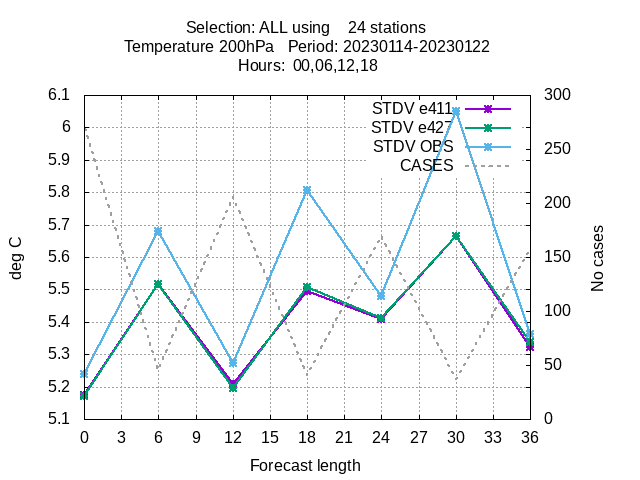 Selection: ALL using    24 stations
Temperature 200hPa   Period: 20230114-20230122
Hours:  00,06,12,18
6.1
6
5.9
5.8
5.7
5.6
5.5
5.4
5.3
5.2
5.1
deg C
STDV e411
STDV e427
STDV OBS
CASES
300
250
200
150
100
50
0
No cases
0 3 6 9 12 15 18 21 24 27 30 33 36
Forecast length